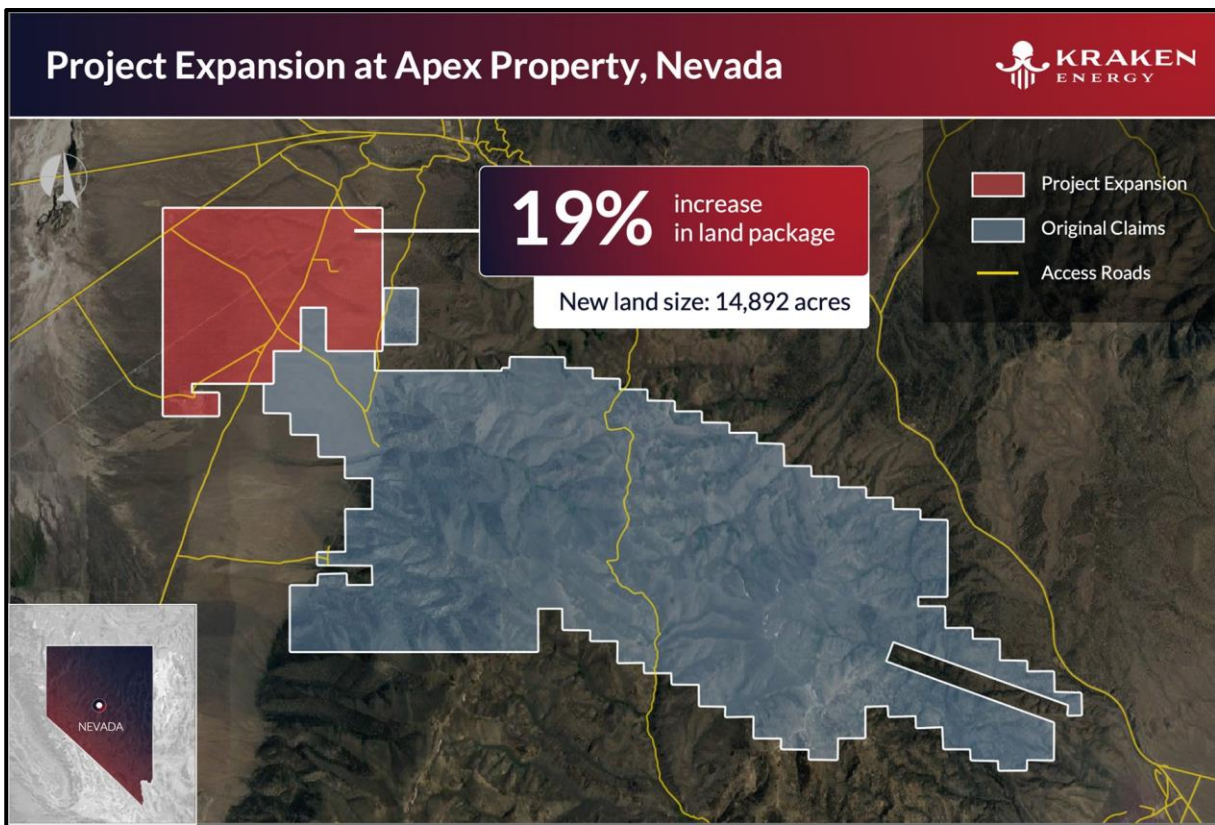 Project Expansion at Apex Property, Nevada
KRAKEN
ENERGY
19%
increase
in land package
New land size: 14,892 acres
Project Expansion
Original Claims
Access Roads
NEVADA